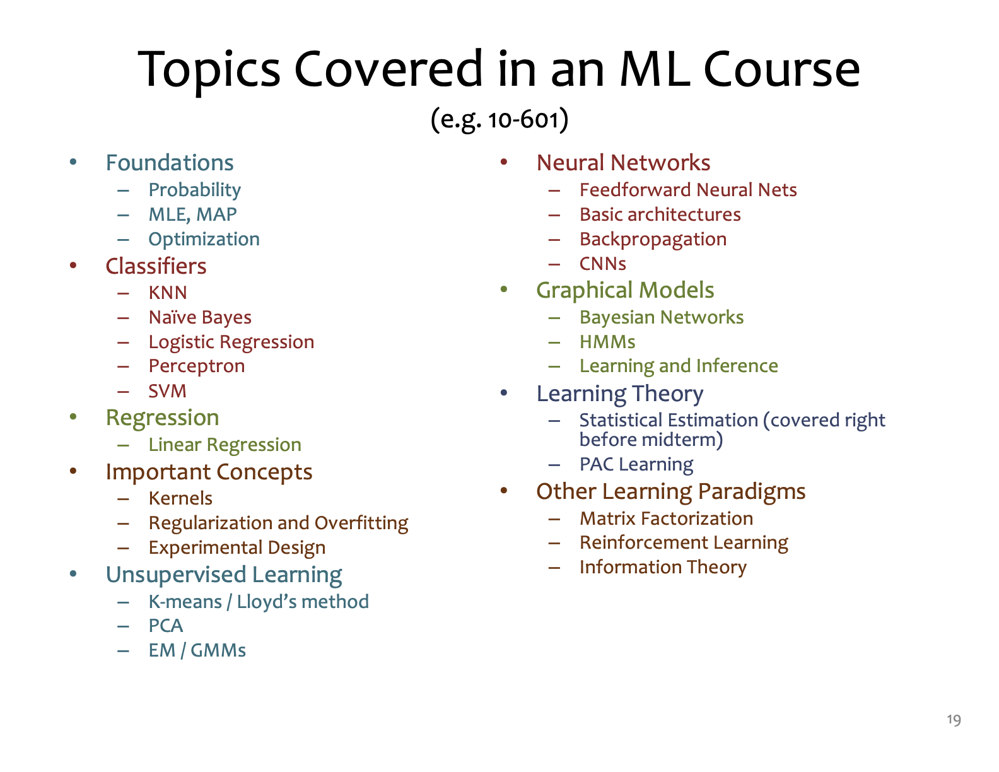 Topics Covered in an ML Course
(e.g. 10-601)
• Foundations
– Probability
– MLE, MAP
– Optimization
• Classifiers
– KNN
– Naïve Bayes
– Logistic Regression
– Perceptron
– SVM
• Regression
– Linear Regression
• Important Concepts
– Kernels
– Regularization and Overfitting
– Experimental Design
• Unsupervised Learning
– K-means / Lloyd’s method
– PCA
– EM / GMMs
• Neural Networks
– Feedforward Neural Nets
– Basic architectures
– Backpropagation
– CNNs
• Graphical Models
– Bayesian Networks
– HMMs
– Learning and Inference
• Learning Theory
– Statistical Estimation (covered right
before midterm)
– PAC Learning
• Other Learning Paradigms
– Matrix Factorization
– Reinforcement Learning
– Information Theory
19